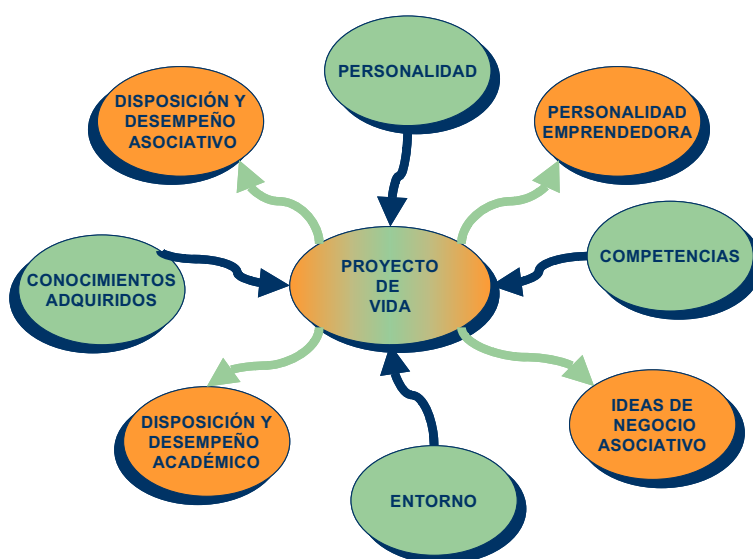 PERSONALIDAD
DISPOSICIÓN Y
DESEMPEÑO
ASOCIATIVO
PERSONALIDAD
EMPRENDEDORA
CONOCIMIENTOS
ADQUIRIDOS
PROYECTO
DE
VIDA
COMPETENCIAS
DISPOSICIÓN Y
DESEMPEÑO
ACADÉMICO
IDEAS DE
NEGOCIO
ASOCIATIVO
ENTORNO